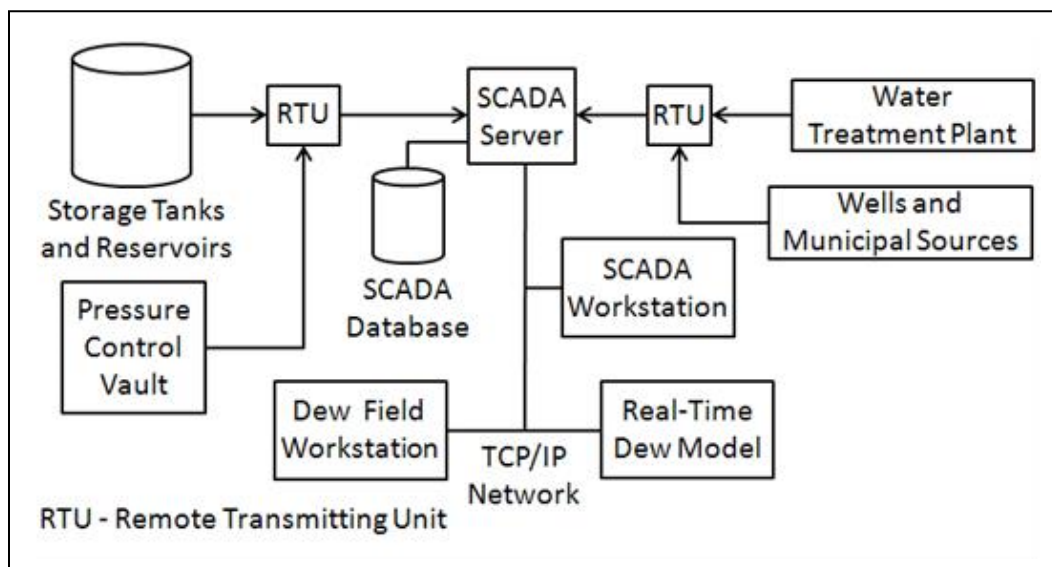 RTU
SCADA
Server
RTU
Water
Treatment Plant
Storage Tanks
and Reservoirs
Wells and
Municipal Sources
SCADA
Database
SCADA
Workstation
Pressure
Control
Vault
Dew Field
Workstation
Real-Time
Dew Model
TCP/IP
Network
RTU - Remote Transmitting Unit